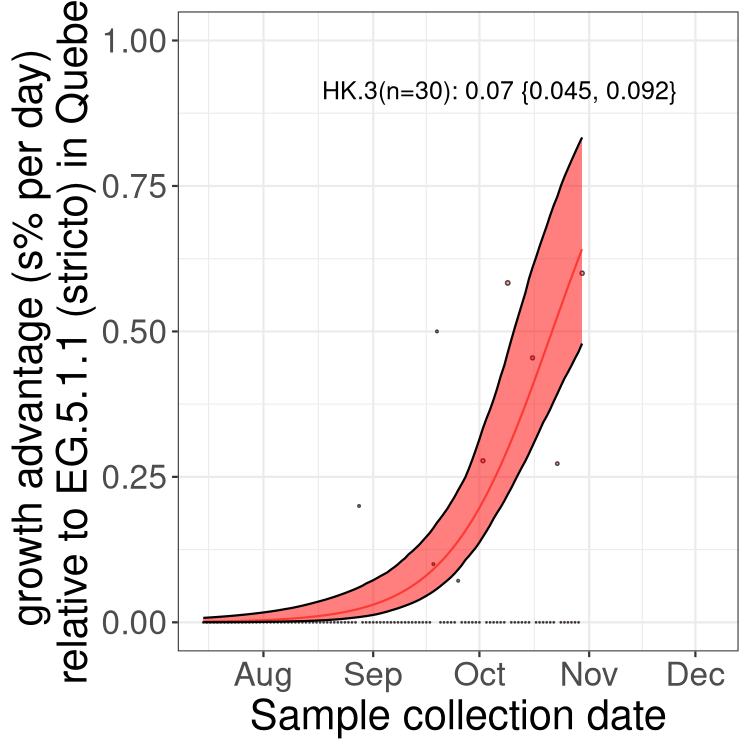 growth advantage (s% per day)
relative to EG.5.1.1 (stricto) in Quebe
1.00
0.75
0.50
0.25
0.00
HK.3(n=30): 0.07 {0.045, 0.092}
Aug Sep Oct Nov Dec
Sample collection date